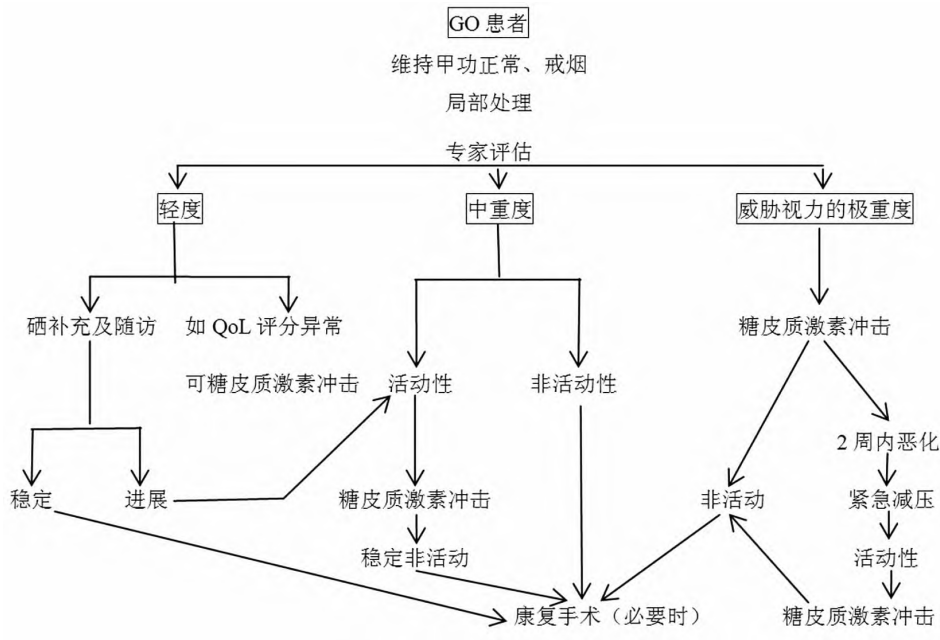 GO 患者
维持甲功正常、戒烟
局部处理
专家评估
轻度
中重度
威胁视力的极重度
硒补充及随访
如 QoL 评分异常
糖皮质激素冲击
可糖皮质激素冲击
活动性
非活动性
2 周内恶化
稳定
进展
糖皮质激素冲击
非活动
紧急减压
稳定非活动
活动性
康复手术（必要时）
糖皮质激素冲击